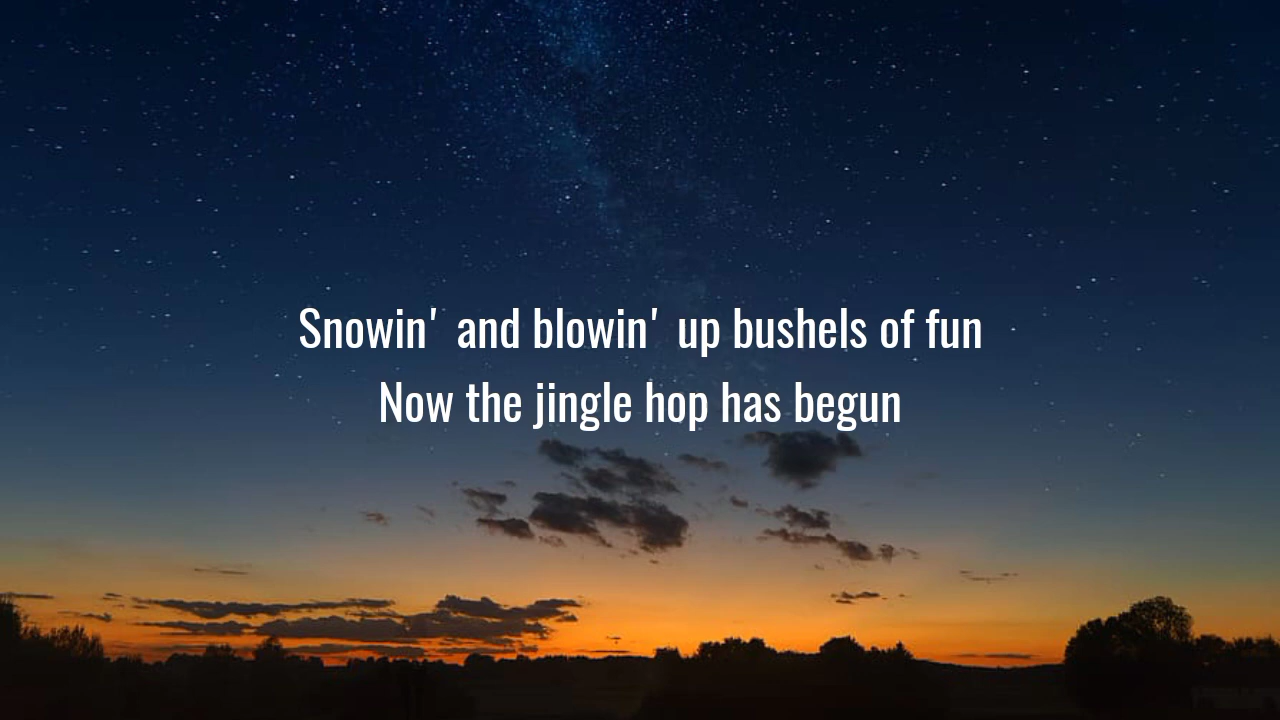 Snowin' and blowin' up bushels of fun
Now the jingle hop has begun